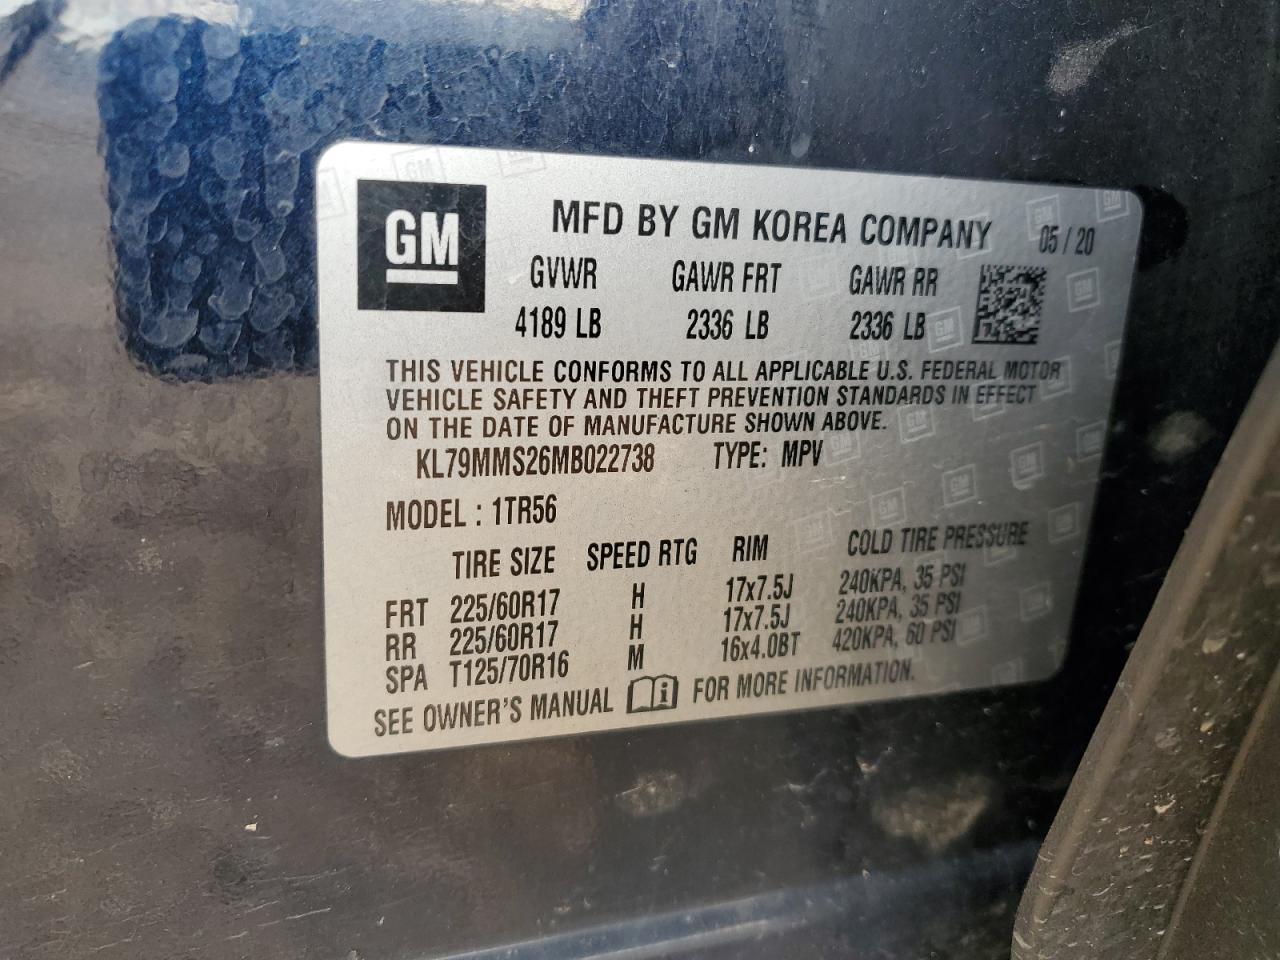 GM
MFD BY GM KOREA COMPANY 05 / 20
GVWR GAWR FRT GAWR RR
4189 LB 2336 LB 2336 LB
THIS VEHICLE CONFORMS TO ALL APPLICABLE U.S. FEDERAL MOTOR
VEHICLE SAFETY AND THEFT PREVENTION STANDARDS IN EFFECT
ON THE DATE OF MANUFACTURE SHOWN ABOVE.
KL79MMS26MB022738 TYPE: MPV
MODEL : 1TR56
TIRE SIZE SPEED RTG RIM COLD TIRE PRESSURE
FRT 225/60R17 H 17x7.5J 240KPA, 35 PSI
RR 225/60R17 H 17x7.5J 240KPA, 35 PSI
SPA T125/70R16 M 16x4.0BT 420KPA, 60 PSI
SEE OWNER'S MANUAL i FOR MORE INFORMATION.